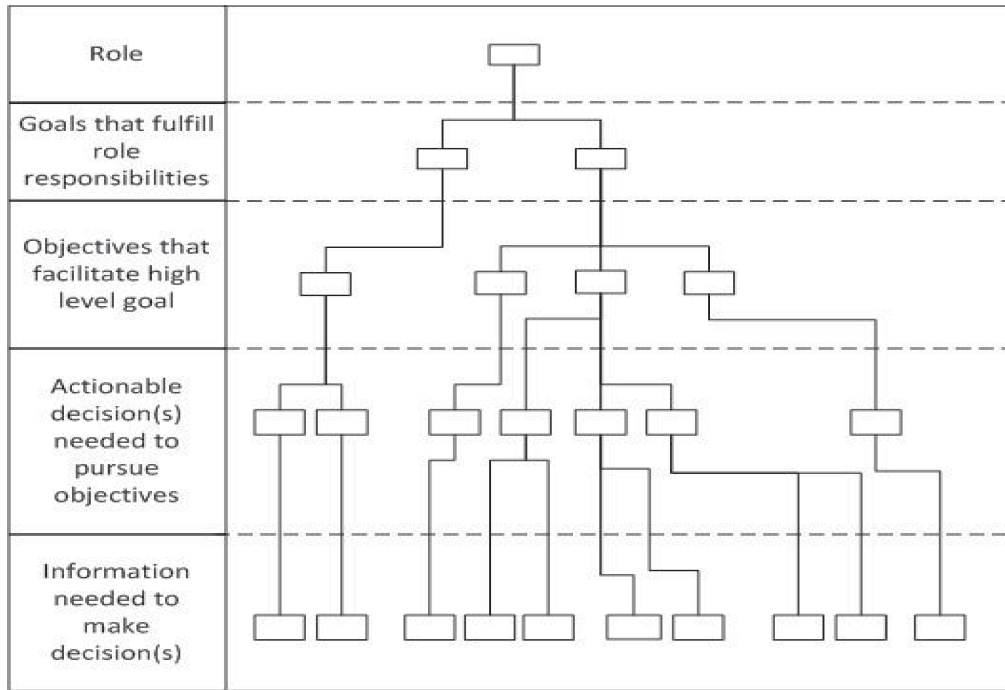 Role
Goals that fulfill
role
responsibilities
Objectives that
facilitate high
level goal
Actionable
decision(s)
needed to
pursue
objectives
Information
needed to
make
decision(s)